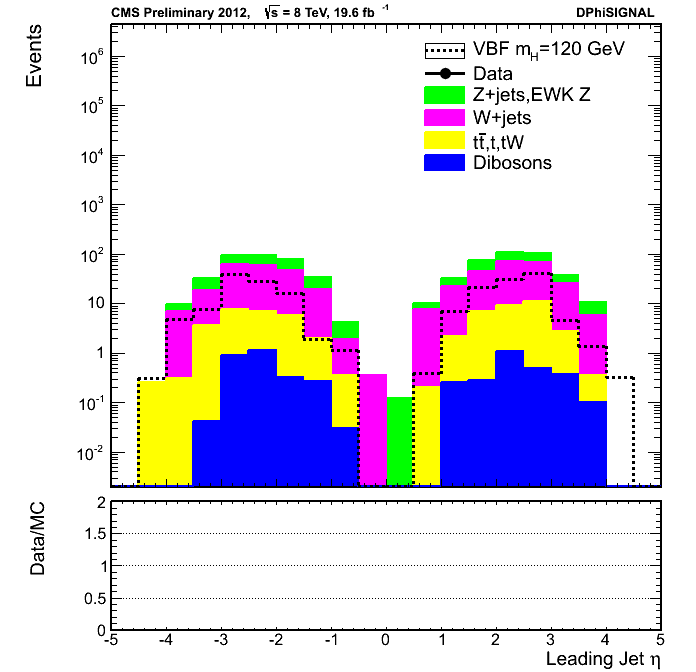 CMS Preliminary 2012, √s = 8 TeV, 19.6 fb⁻¹ DPhiSIGNAL
Events
10⁶
10⁵
10⁴
10³
10²
10
1
10⁻¹
10⁻²
VBF m_H=120 GeV
Data
Z+jets,EWK Z
W+jets
tt̅,t,tW
Dibosons
Data/MC
2
1.5
1
0.5
0
-5 -4 -3 -2 -1 0 1 2 3 4 5
Leading Jet η